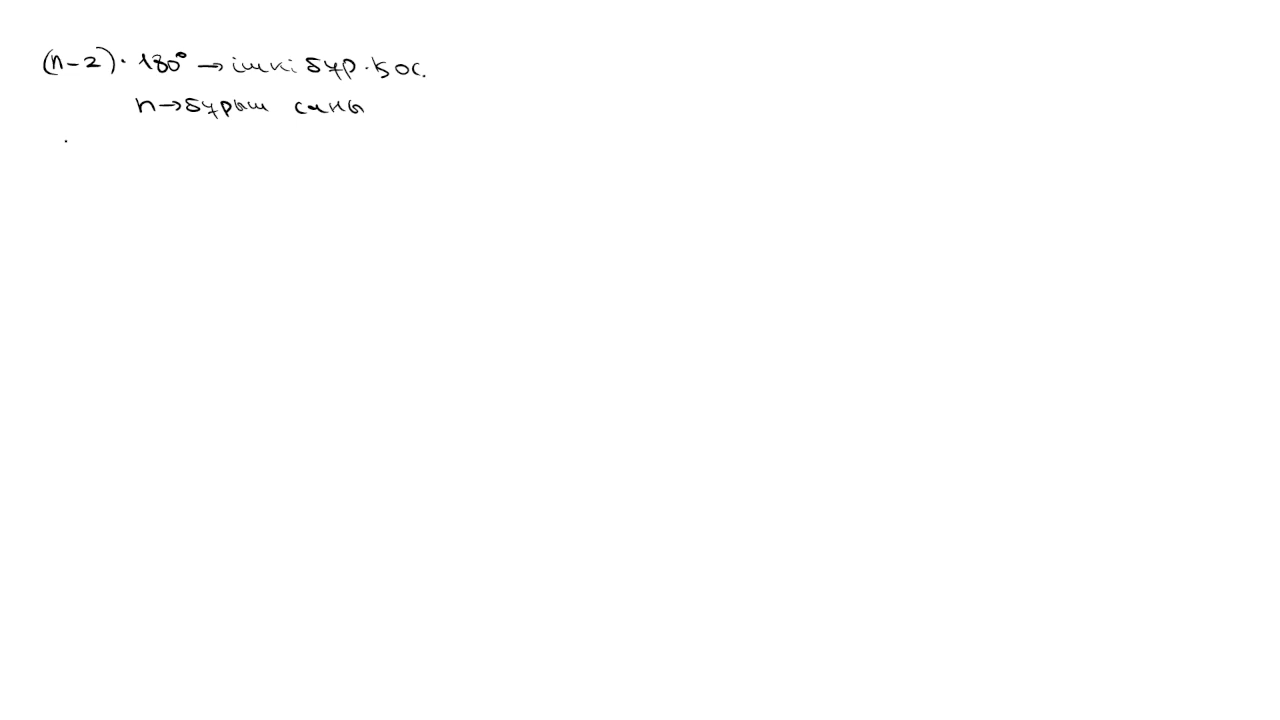 (n-2)·180° → ішкі бұр. қос.
n → бұрыш саны